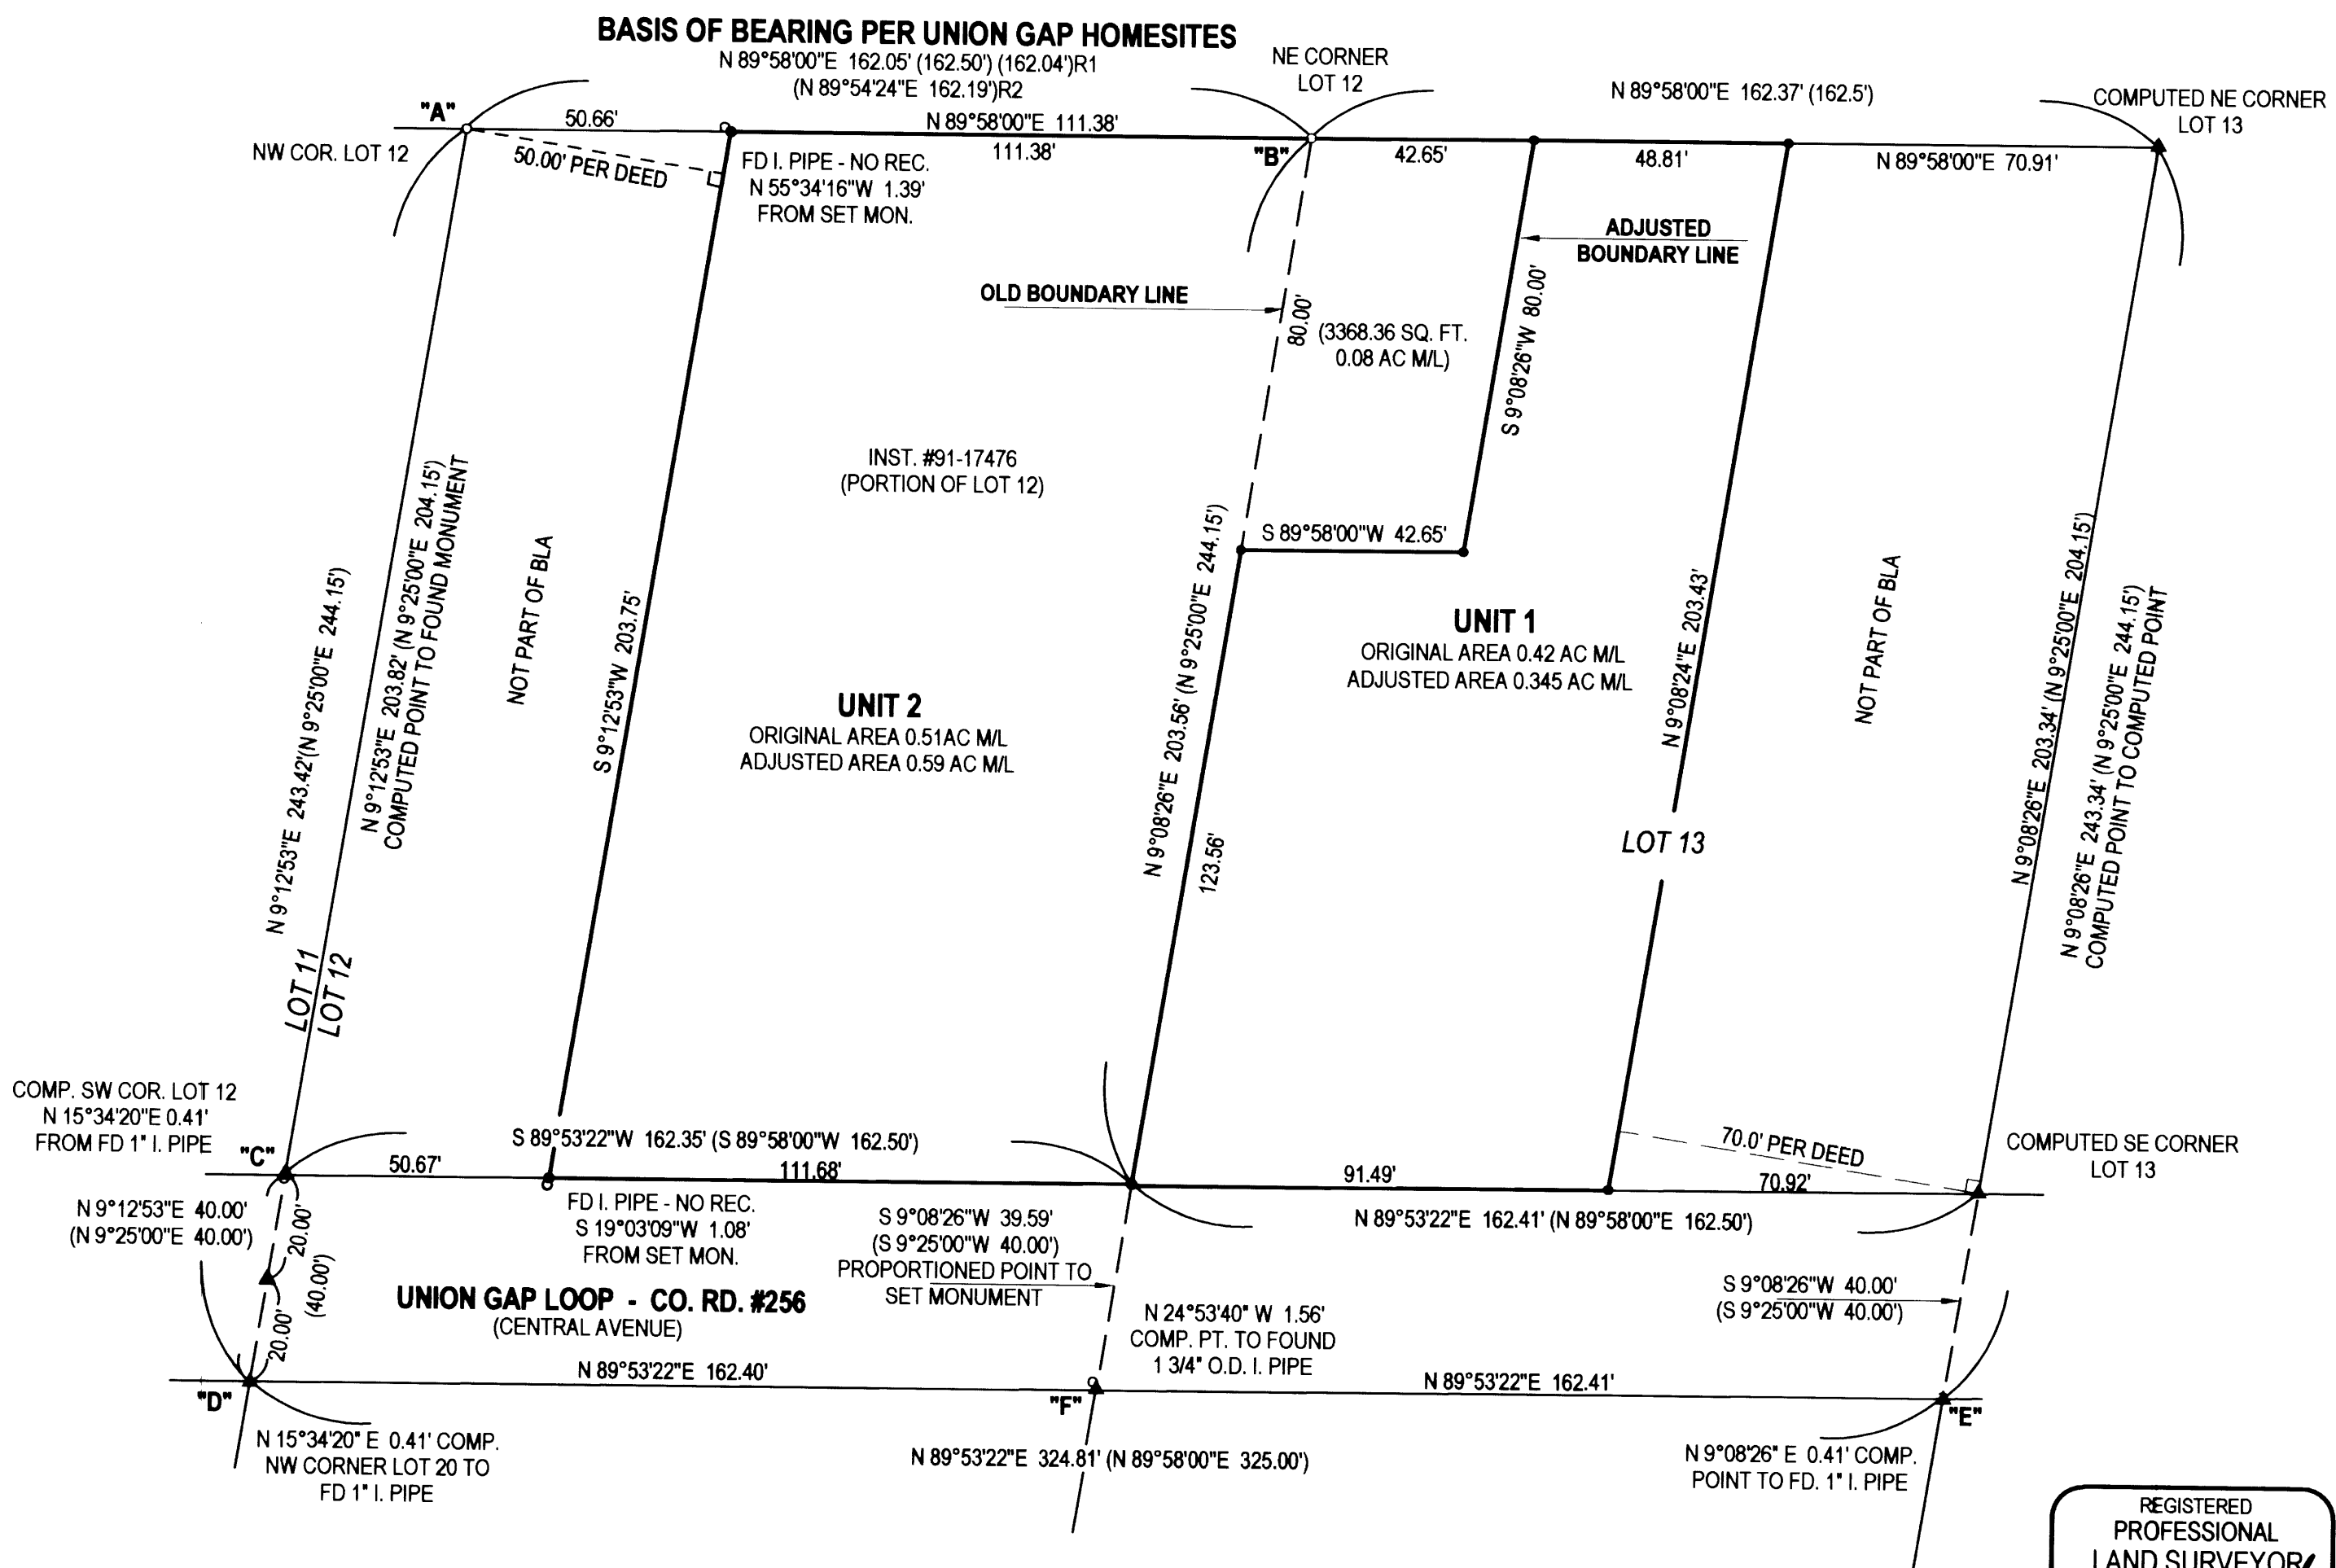 BASIS OF BEARING PER UNION GAP HOMESITES
N 89°58'00"E 162.05' (162.50') (162.04')R1
(N 89°54'24"E 162.19')R2
NE CORNER
LOT 12
N 89°58'00"E 162.37' (162.5')
COMPUTED NE CORNER
LOT 13
"A"
50.66'
N 89°58'00"E 111.38'
111.38'
"B"
42.65'
48.81'
N 89°58'00"E 70.91'
NW COR. LOT 12
50.00' PER DEED
FD I. PIPE - NO REC.
N 55°34'16"W 1.39'
FROM SET MON.
ADJUSTED
BOUNDARY LINE
OLD BOUNDARY LINE
80.00'
(3368.36 SQ. FT.
0.08 AC M/L)
S 9°08'26"W 80.00'
INST. #91-17476
(PORTION OF LOT 12)
S 89°58'00"W 42.65'
N 9°12'53"E 243.42'(N 9°25'00"E 244.15')
N 9°12'53"E 203.82' (N 9°25'00"E 204.15')
COMPUTED POINT TO FOUND MONUMENT
NOT PART OF BLA
S 9°12'53"W 203.75'
UNIT 2
ORIGINAL AREA 0.51AC M/L
ADJUSTED AREA 0.59 AC M/L
N 9°08'26"E 203.56' (N 9°25'00"E 244.15')
123.56'
UNIT 1
ORIGINAL AREA 0.42 AC M/L
ADJUSTED AREA 0.345 AC M/L
N 9°08'24"E 203.43'
LOT 13
NOT PART OF BLA
N 9°08'26"E 203.34' (N 9°25'00"E 204.15')
N 9°08'26"E 243.34' (N 9°25'00"E 244.15')
COMPUTED POINT TO COMPUTED POINT
LOT 11
LOT 12
COMP. SW COR. LOT 12
N 15°34'20"E 0.41'
FROM FD 1" I. PIPE
"C"
50.67'
S 89°53'22"W 162.35' (S 89°58'00"W 162.50')
111.68'
91.49'
70.0' PER DEED
70.92'
COMPUTED SE CORNER
LOT 13
N 9°12'53"E 40.00'
(N 9°25'00"E 40.00')
20.00'
(40.00')
20.00'
FD I. PIPE - NO REC.
S 19°03'09"W 1.08'
FROM SET MON.
S 9°08'26"W 39.59'
(S 9°25'00"W 40.00')
PROPORTIONED POINT TO
SET MONUMENT
N 89°53'22"E 162.41' (N 89°58'00"E 162.50')
S 9°08'26"W 40.00'
(S 9°25'00"W 40.00')
UNION GAP LOOP - CO. RD. #256
(CENTRAL AVENUE)
N 24°53'40" W 1.56'
COMP. PT. TO FOUND
1 3/4" O.D. I. PIPE
"D"
N 89°53'22"E 162.40'
"F"
N 89°53'22"E 162.41'
"E"
N 15°34'20" E 0.41' COMP.
NW CORNER LOT 20 TO
FD 1" I. PIPE
N 89°53'22"E 324.81' (N 89°58'00"E 325.00')
N 9°08'26" E 0.41' COMP.
POINT TO FD. 1" I. PIPE
REGISTERED
PROFESSIONAL
LAND SURVEYOR